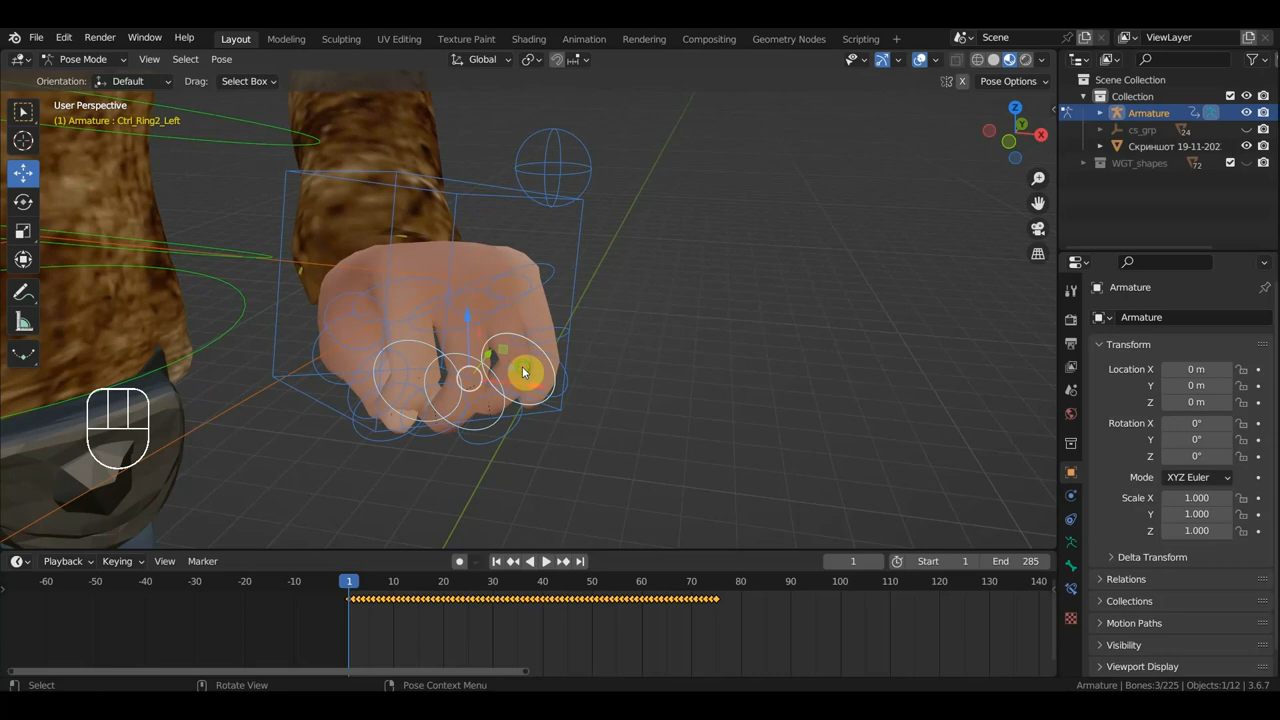 File Edit Render Window Help Layout Modeling Sculpting UV Editing Texture Paint Shading Animation Rendering Compositing Geometry Nodes Scripting + Scene ViewLayer
Pose Mode View Select Pose Global
Orientation: Default Drag: Select Box X Pose Options
User Perspective
(1) Armature : Ctrl_Ring2_Left
Z
Y
X
Scene Collection
Collection
Armature
cs_grp 24
Скриншот 19-11-202
WGT_shapes 72
Armature
Armature
Transform
Location X 0 m
Y 0 m
Z 0 m
Rotation X 0°
Y 0°
Z 0°
Mode XYZ Euler
Scale X 1.000
Y 1.000
Z 1.000
Delta Transform
Relations
Collections
Motion Paths
Visibility
Viewport Display
Playback Keying View Marker 1 Start 1 End 285
-60 -50 -40 -30 -20 -10 1 10 20 30 40 50 60 70 80 90 100 110 120 130 140
Select Rotate View Pose Context Menu Armature | Bones:3/225 | Objects:1/12 | 3.6.7